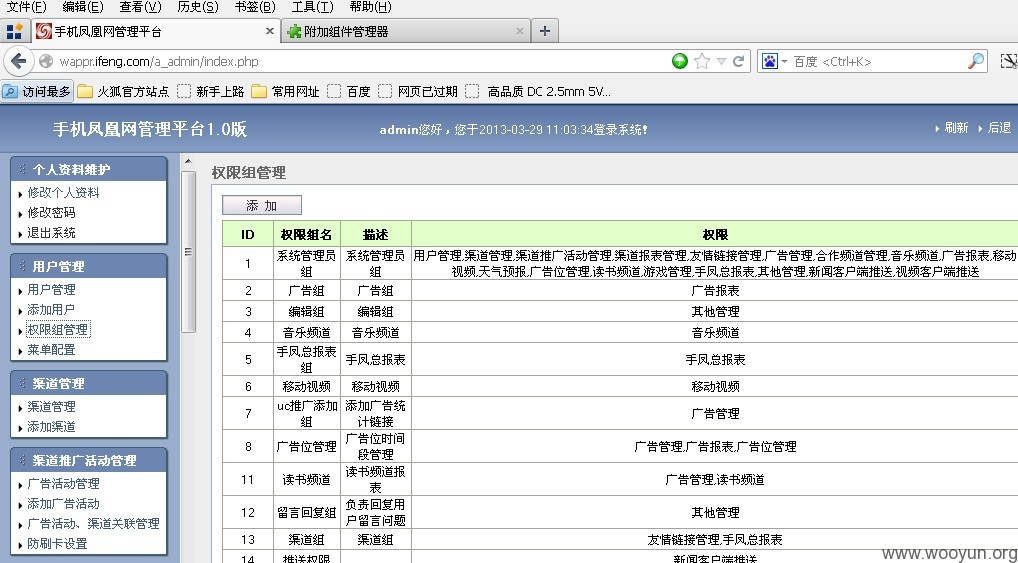 文件(F) 编辑(E) 查看(V) 历史(S) 书签(B) 工具(T) 帮助(H)
手机凤凰网管理平台 × 附加组件管理器 × +
wappr.ifeng.com/a_admin/index.php 百度 <Ctrl+K>
访问最多 火狐官方站点 新手上路 常用网址 百度 网页已过期 高品质 DC 2.5mm 5V...
手机凤凰网管理平台1.0版 admin您好，您于2013-03-29 11:03:34登录系统! 刷新 后退
个人资料维护
修改个人资料
修改密码
退出系统
用户管理
用户管理
添加用户
权限组管理
菜单配置
渠道管理
渠道管理
添加渠道
渠道推广活动管理
广告活动管理
添加广告活动
广告活动、渠道关联管理
防刷卡设置
权限组管理
添 加
ID 权限组名 描述 权限
1 系统管理员组 系统管理员组 用户管理,渠道管理,渠道推广活动管理,渠道报表管理,友情链接管理,广告管理,合作频道管理,音乐频道,广告报表,移动
视频,天气预报,广告位管理,读书频道,游戏管理,手凤总报表,其他管理,新闻客户端推送,视频客户端推送
2 广告组 广告组 广告报表
3 编辑组 编辑组 其他管理
4 音乐频道 音乐频道 音乐频道
5 手凤总报表组 手凤总报表 手凤总报表
6 移动视频 移动视频 移动视频
7 uc推广添加组 添加广告统计链接 广告管理
8 广告位管理 广告位时间段管理 广告管理,广告报表,广告位管理
11 读书频道 读书频道报表 广告管理,读书频道
12 留言回复组 负责回复用户留言问题 其他管理
13 渠道组 渠道组 友情链接管理,手凤总报表
14 推送权限 新闻客户端推送
www.wooyun.org